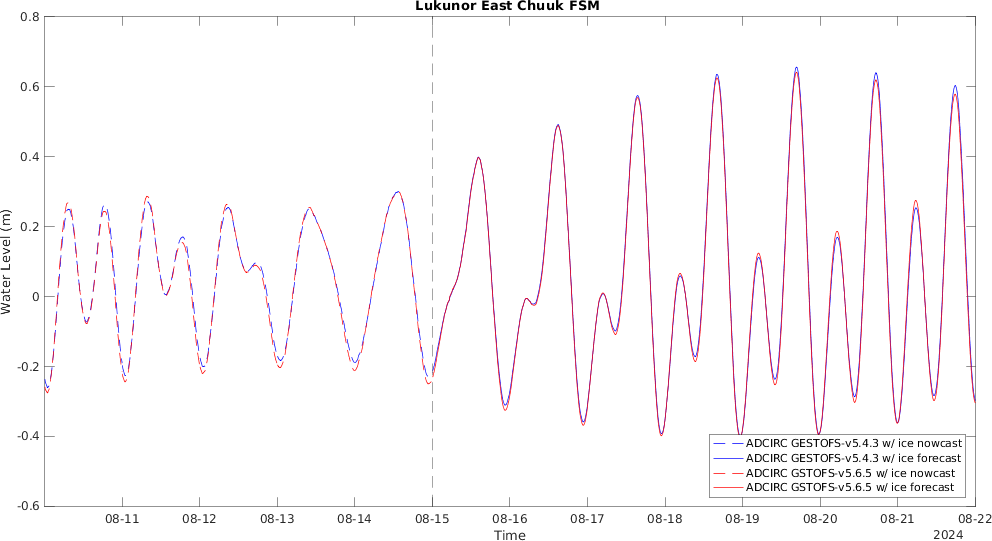 Lukunor East Chuuk FSM
0.8
0.6
0.4
0.2
0
-0.2
-0.4
-0.6
Water Level (m)
08-11 08-12 08-13 08-14 08-15 08-16 08-17 08-18 08-19 08-20 08-21 08-22
Time
2024
ADCIRC GESTOFS-v5.4.3 w/ ice nowcast
ADCIRC GESTOFS-v5.4.3 w/ ice forecast
ADCIRC GSTOFS-v5.6.5 w/ ice nowcast
ADCIRC GSTOFS-v5.6.5 w/ ice forecast